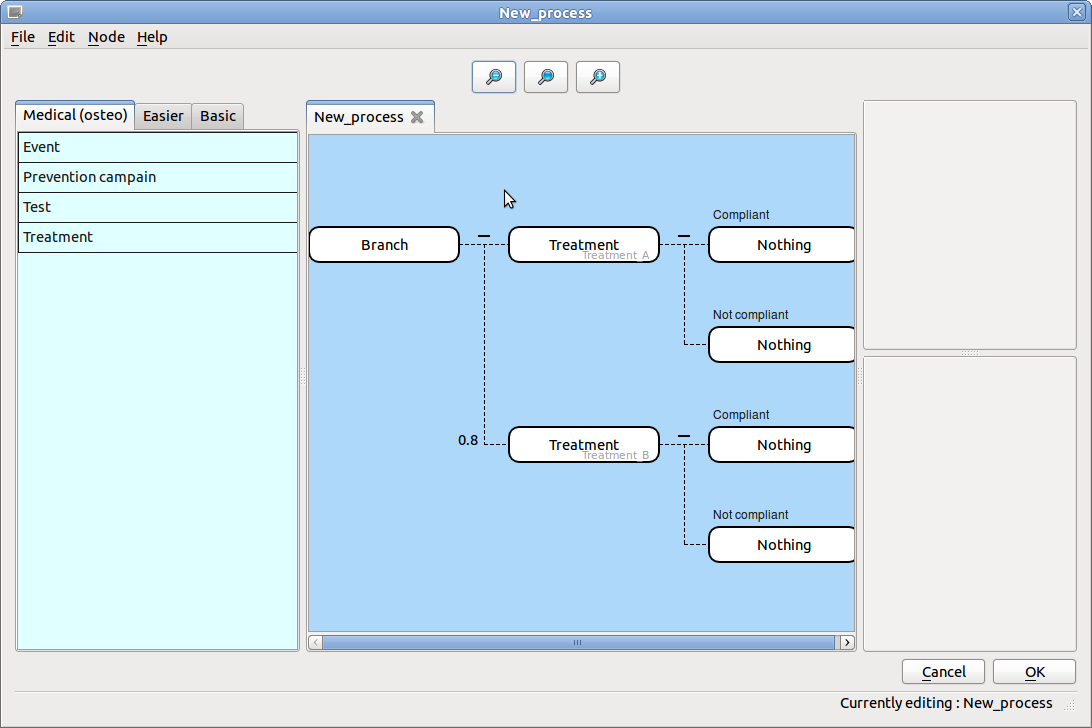 New_process
File Edit Node Help
Medical (osteo) Easier Basic
Event
Prevention campain
Test
Treatment
New_process
Compliant
Branch Treatment Nothing
Treatment_A
Not compliant
Nothing
Compliant
0.8 Treatment Nothing
Treatment_B
Not compliant
Nothing
Cancel OK
Currently editing : New_process